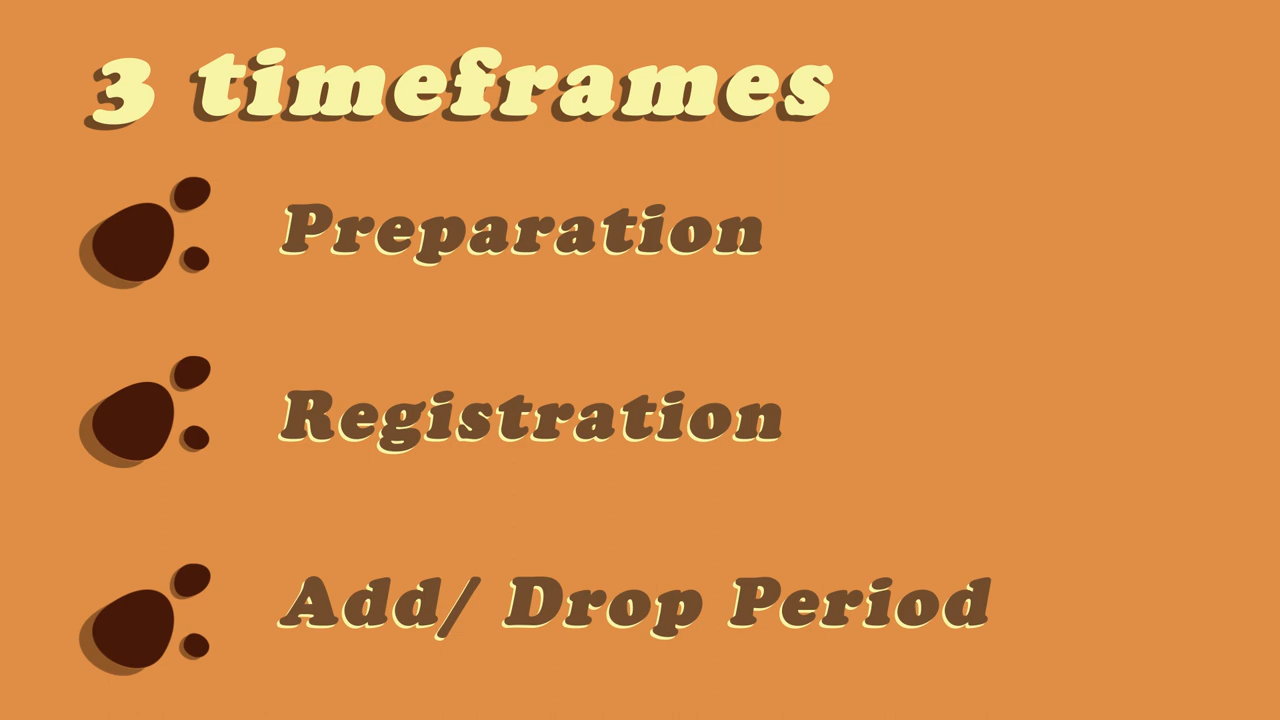 3 timeframes
Preparation
Registration
Add/ Drop Period